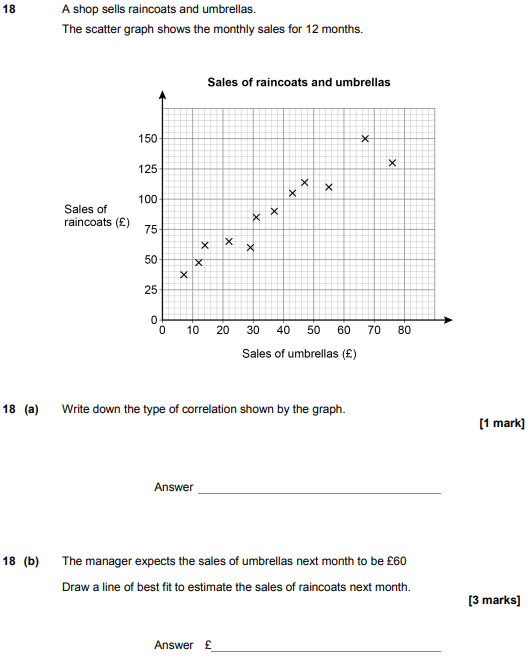 18 A shop sells raincoats and umbrellas.
The scatter graph shows the monthly sales for 12 months.
Sales of raincoats and umbrellas
150
125
100
Sales of
raincoats (£)
75
50
25
0
0 10 20 30 40 50 60 70 80
Sales of umbrellas (£)
18 (a) Write down the type of correlation shown by the graph.
[1 mark]
Answer
18 (b) The manager expects the sales of umbrellas next month to be £60
Draw a line of best fit to estimate the sales of raincoats next month.
[3 marks]
Answer £